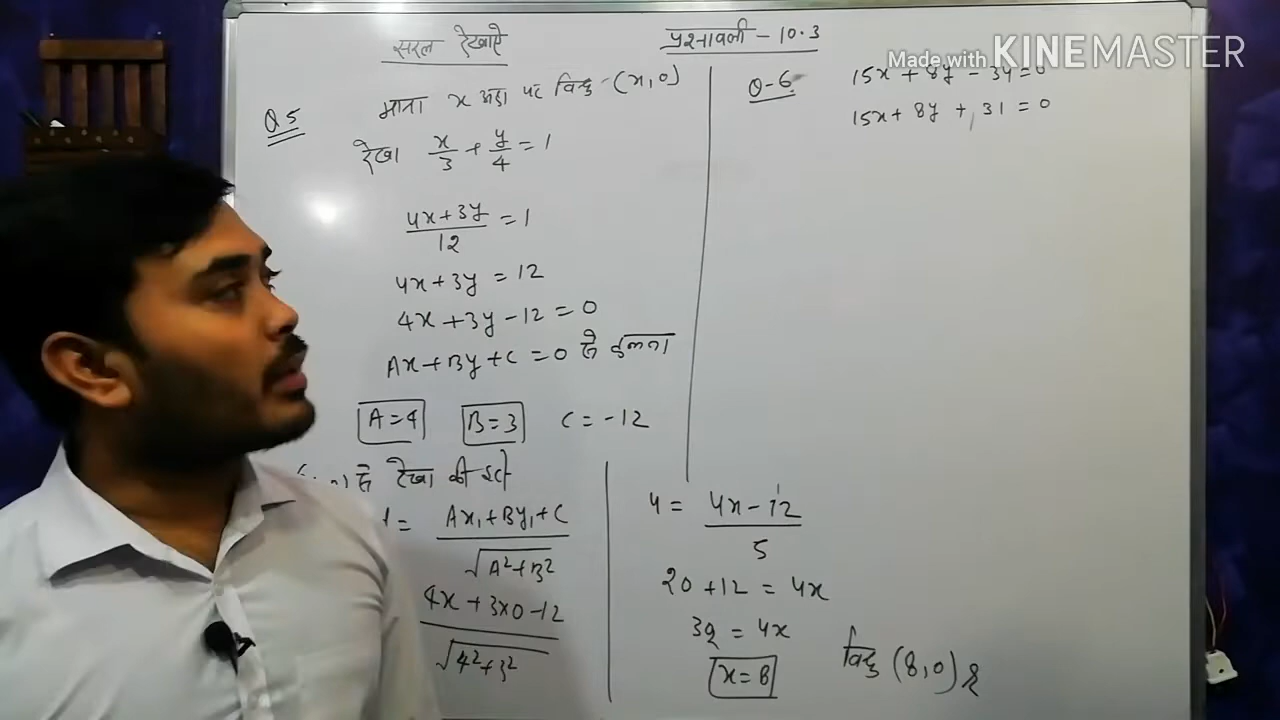 सरल रेखाऐ
प्रश्नावली - 10.3
Made with KINEMASTER
Q 5
माना x अक्ष पर बिन्दु (x,0)
रेखा x/3 + y/4 = 1
(4x+3y)/12 = 1
4x+3y = 12
4x+3y-12 = 0
Ax+By+C = 0 से तुलना
A=4 B=3 C=-12
से रेखा की
= (Ax₁+By₁+C)/√(A²+B²)
(4x+3×0-12)/√(4²+3²)
4 = (4x-12)/5
20+12 = 4x
32 = 4x
x=8
बिन्दु (8,0)
Q-6
15x + 8y - 34=0
15x+ 8y + 31 = 0